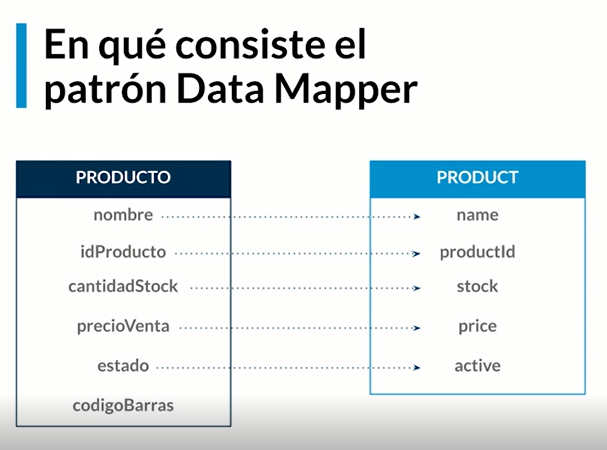 En qué consiste el
patrón Data Mapper
PRODUCTO
nombre
idProducto
cantidadStock
precioVenta
estado
codigoBarras
PRODUCT
name
productId
stock
price
active